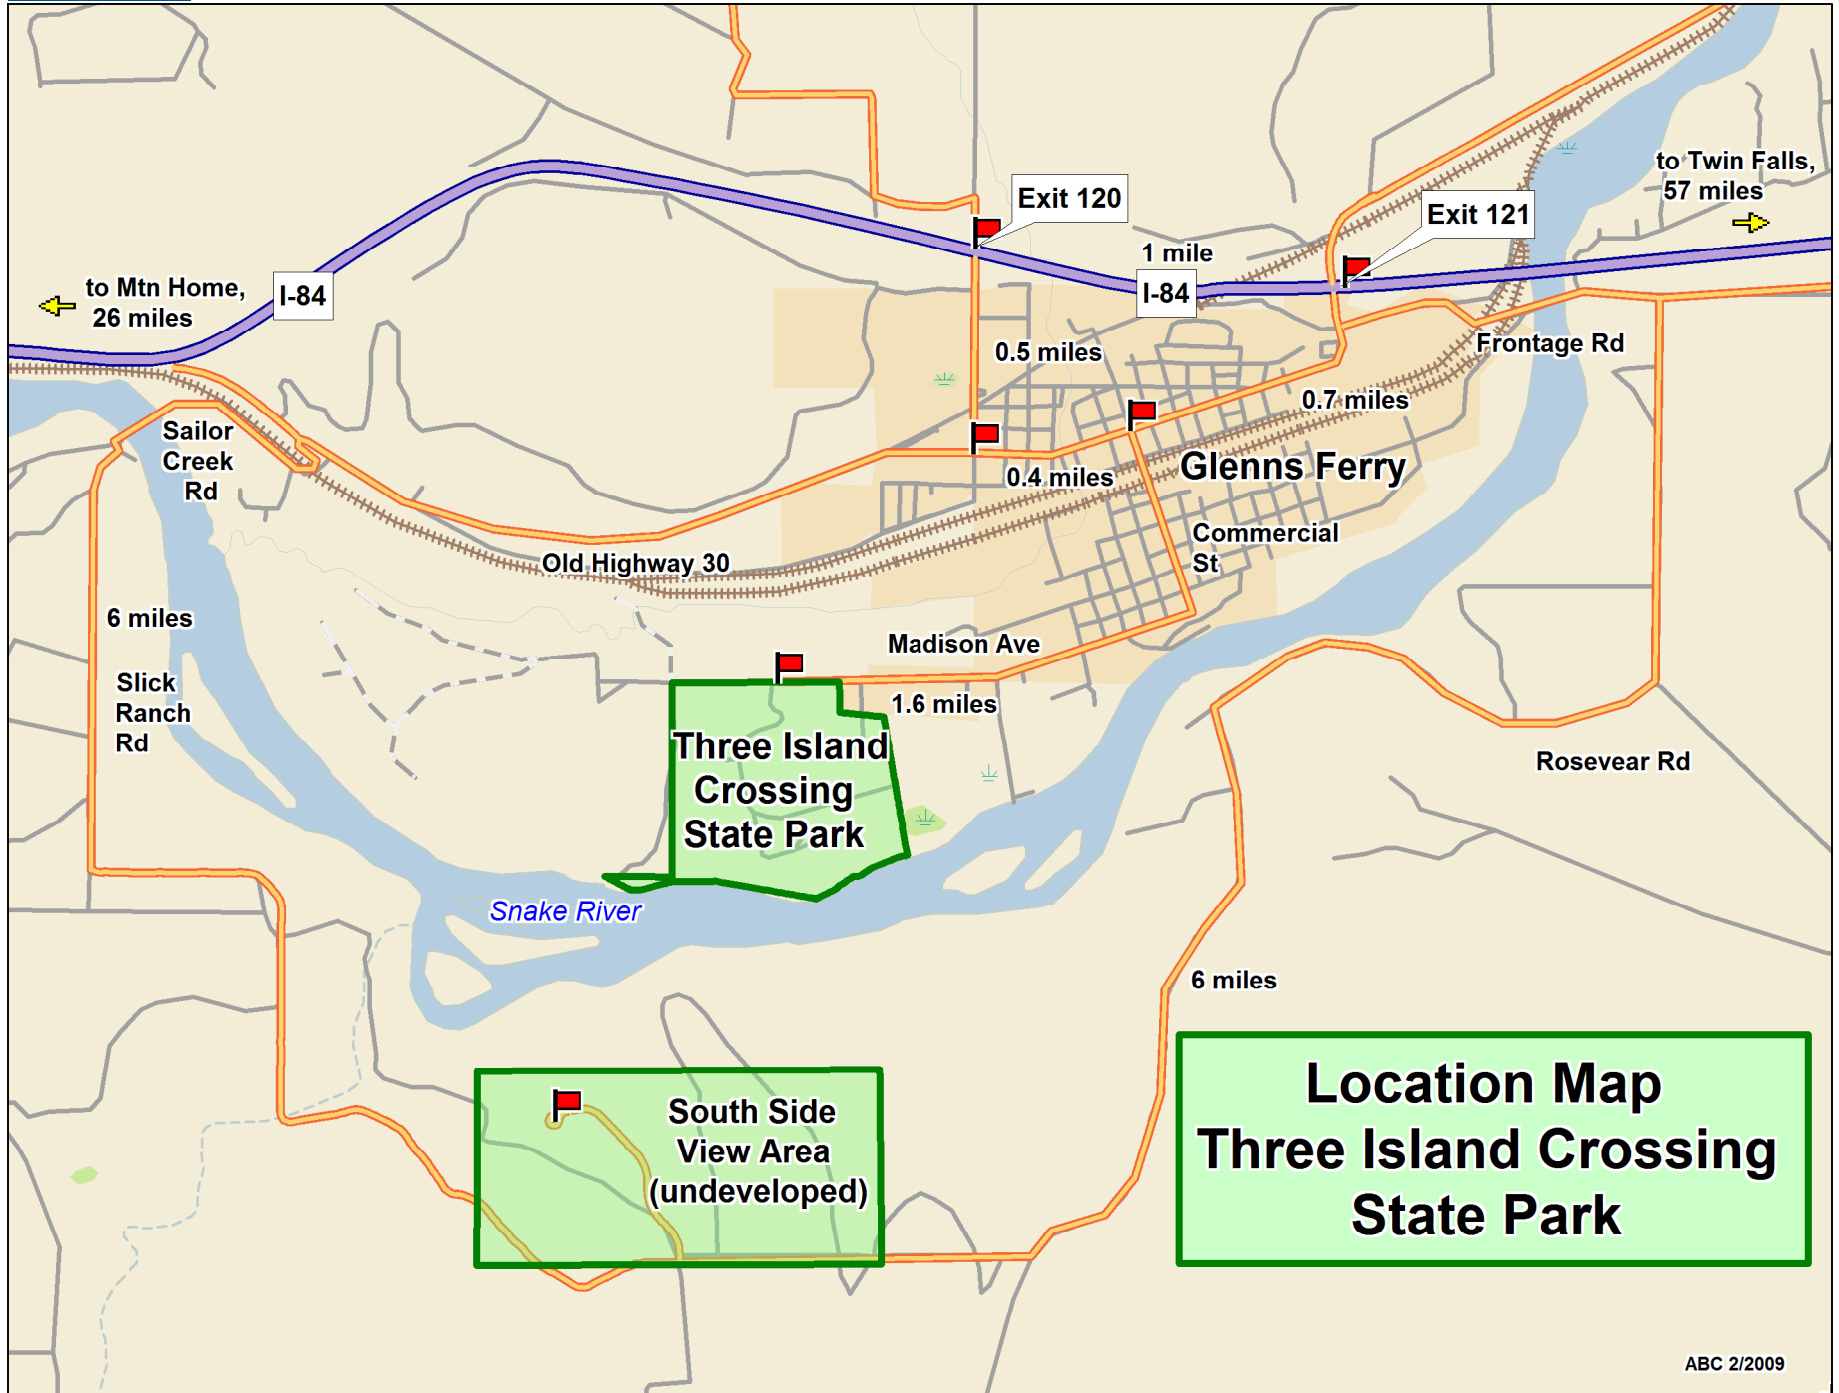 Exit 120
to Twin Falls,
57 miles
Exit 121
1 mile
I-84
to Mtn Home,
26 miles
I-84
0.5 miles
Frontage Rd
0.7 miles
Sailor
Creek
Rd
0.4 miles
Glenns Ferry
Commercial
St
Old Highway 30
6 miles
Madison Ave
Slick
Ranch
Rd
1.6 miles
Three Island
Crossing
State Park
Rosevear Rd
Snake River
6 miles
South Side
View Area
(undeveloped)
Location Map
Three Island Crossing
State Park
ABC 2/2009